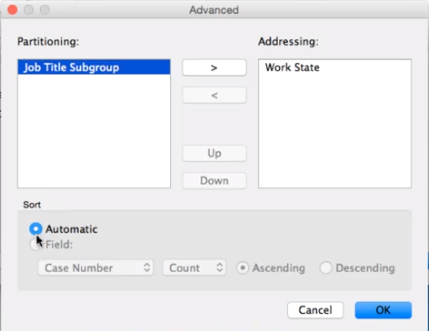 Advanced
Partitioning: Addressing:
Job Title Subgroup > Work State
<
Up
Down
Sort
Automatic
Field:
Case Number Count Ascending Descending
Cancel OK